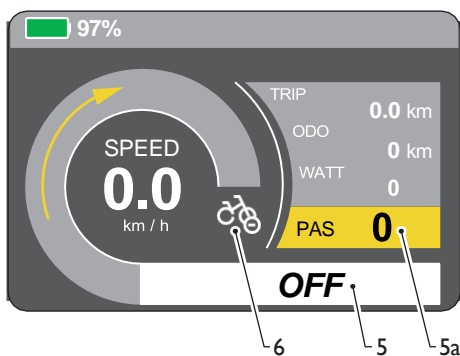 97%
TRIP
0.0 km
ODO
0 km
WATT
0
SPEED
0.0
km / h
PAS 0
OFF
6 5 5a